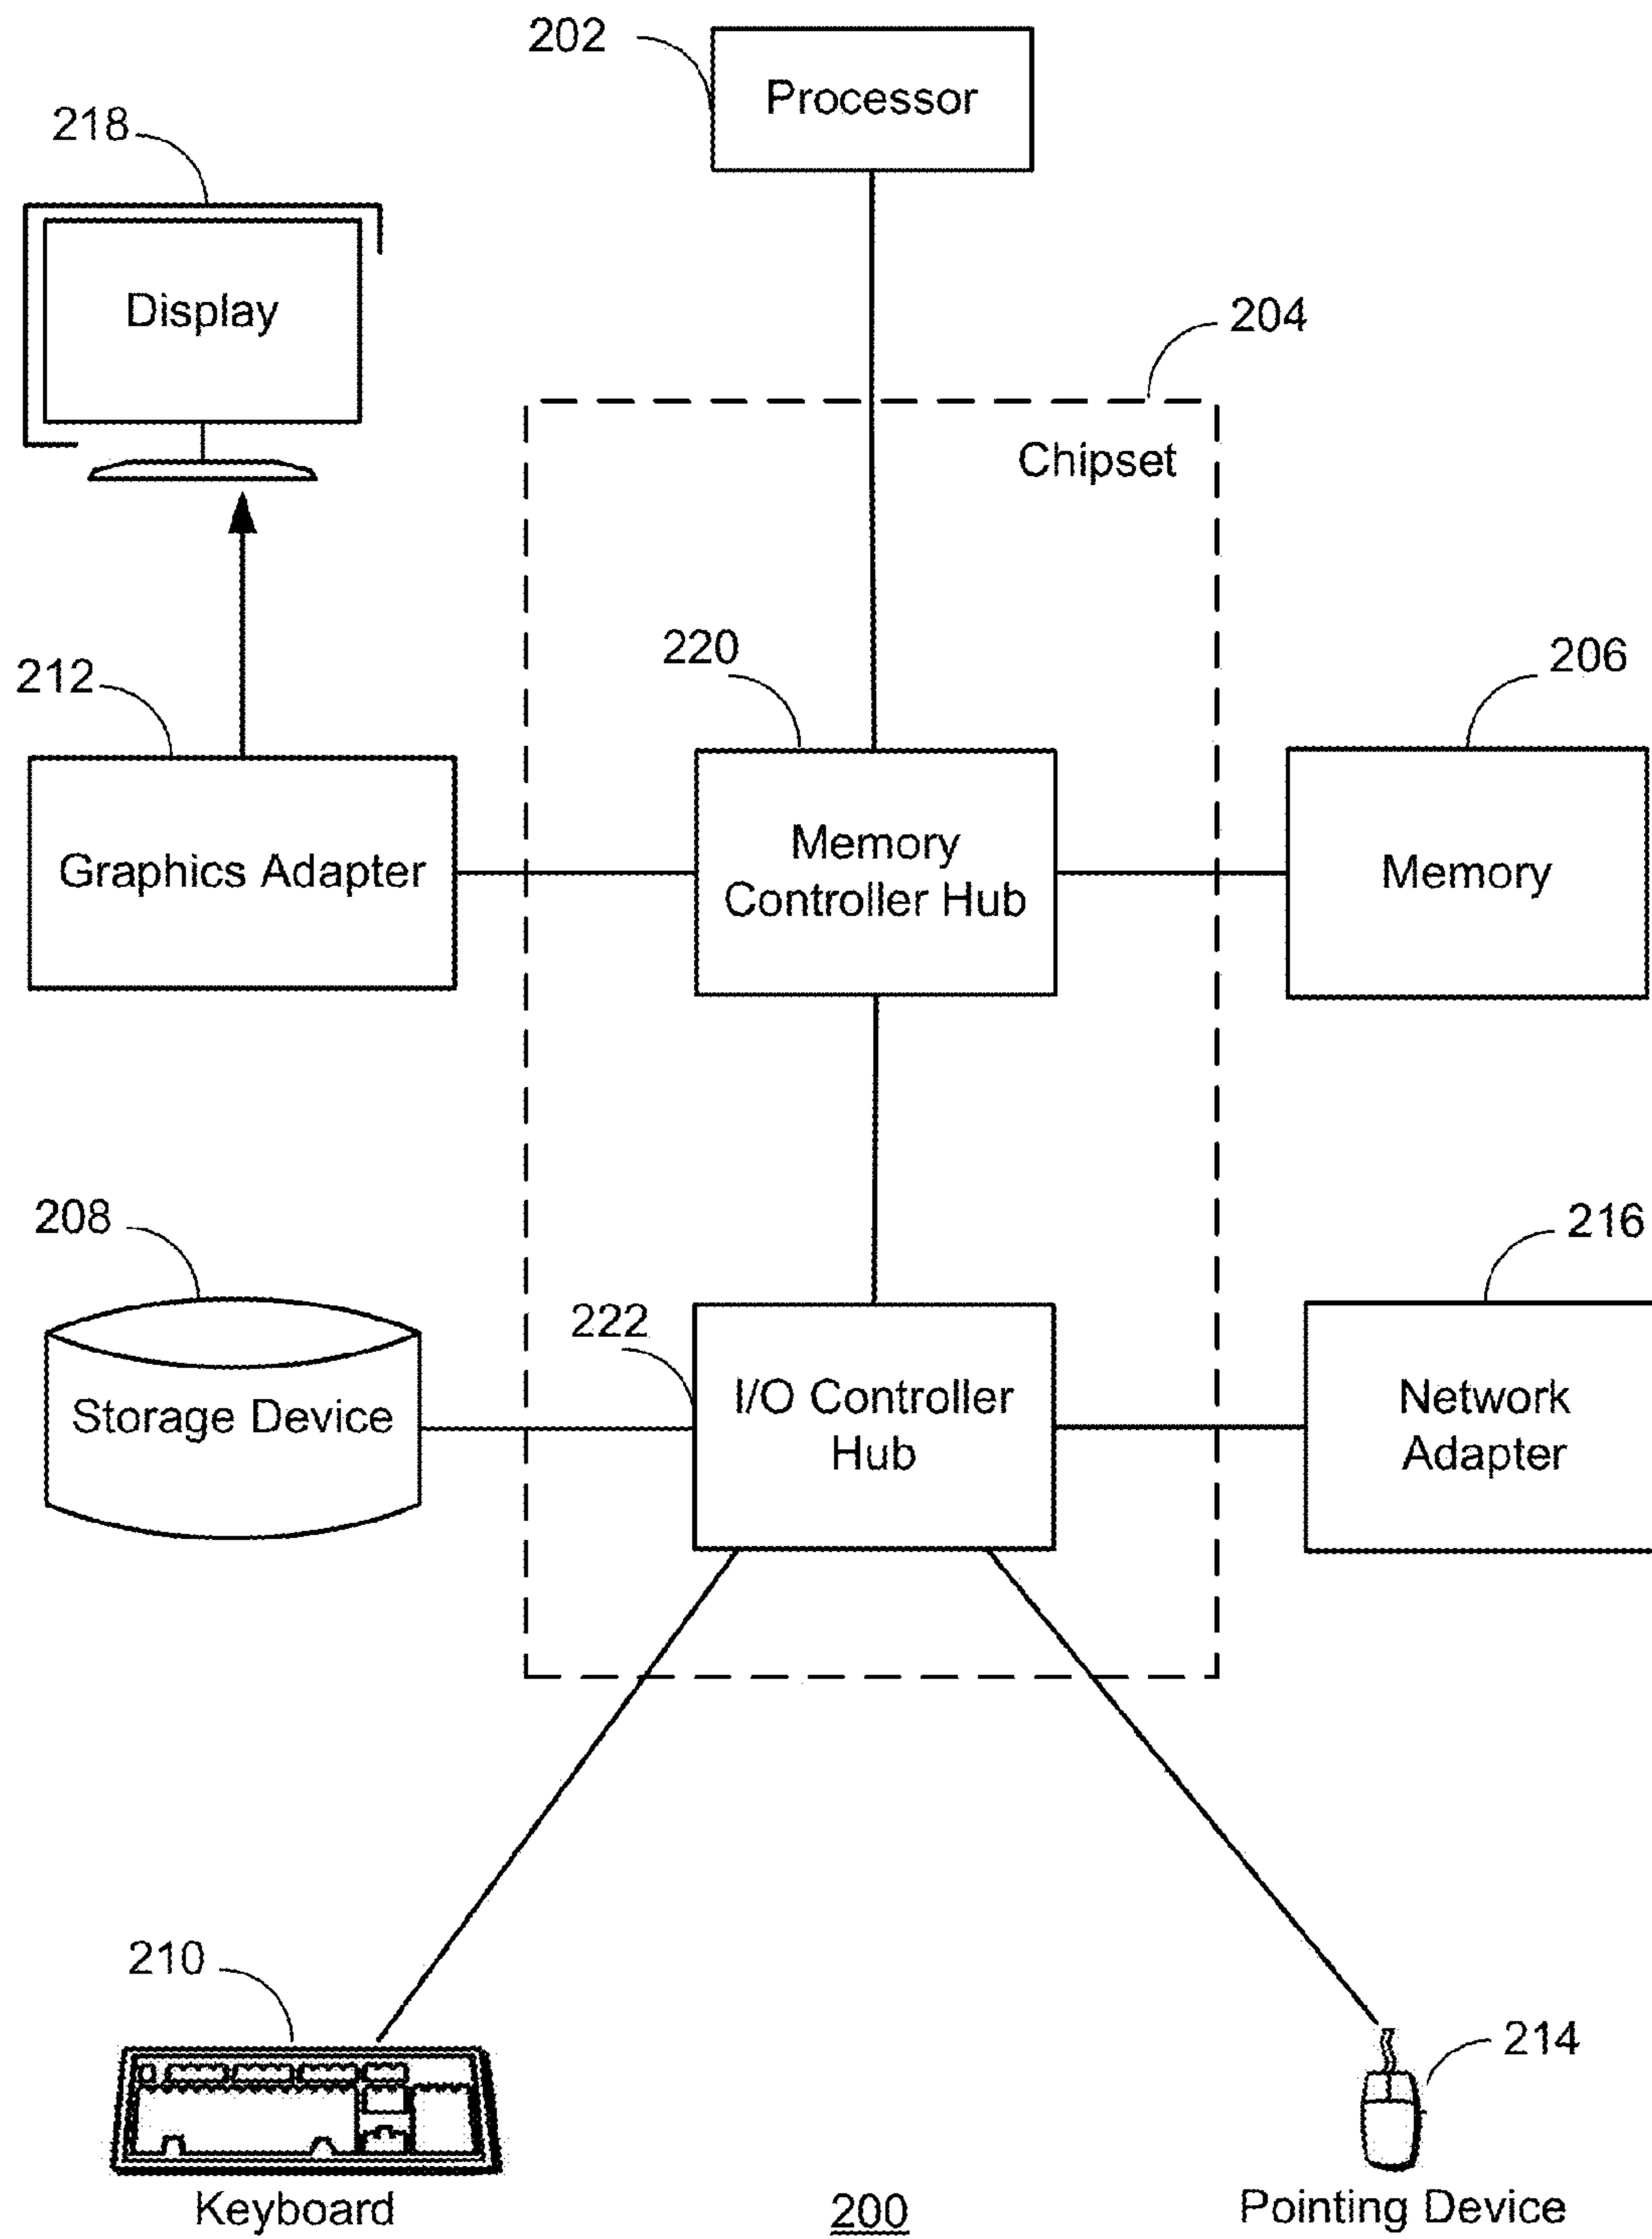 202
Processor
218
Display
204
Chipset
220
206
212
Memory
Controller Hub
Graphics Adapter
Memory
208
216
222
I/O Controller
Hub
Storage Device
Network
Adapter
210
214
Keyboard
200
Pointing Device